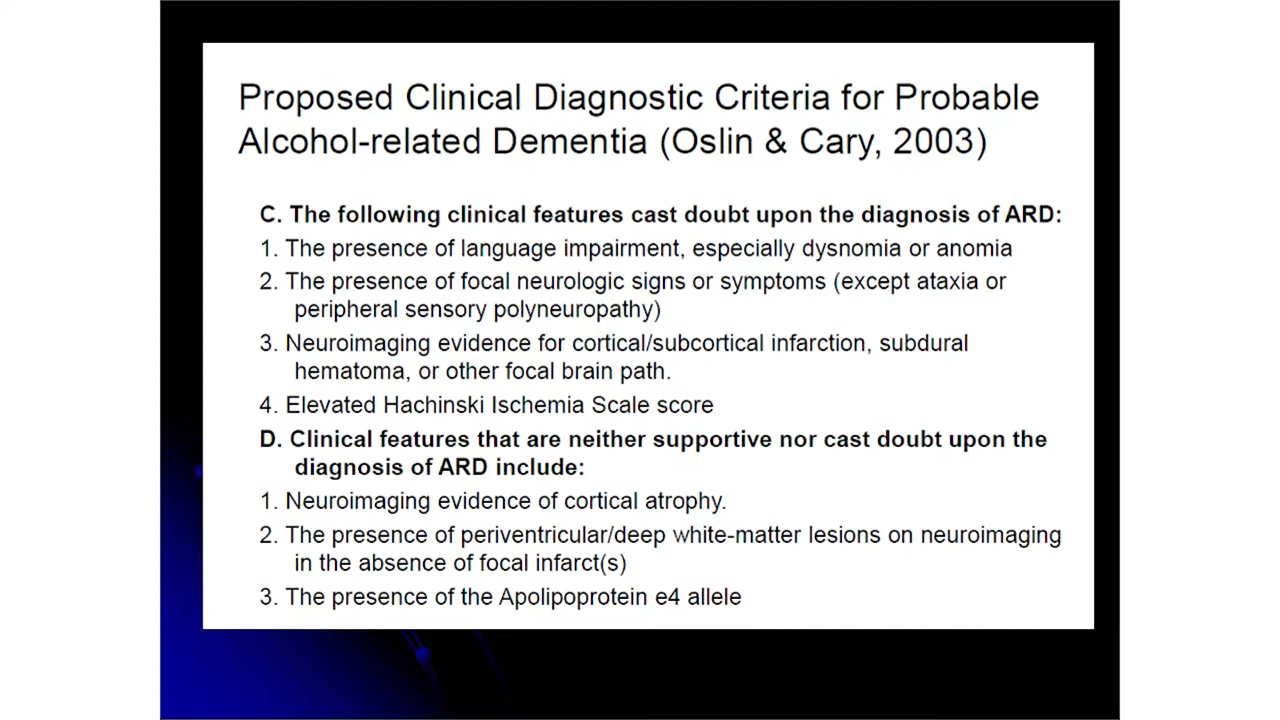 Proposed Clinical Diagnostic Criteria for Probable
Alcohol-related Dementia (Oslin & Cary, 2003)
C. The following clinical features cast doubt upon the diagnosis of ARD:
1. The presence of language impairment, especially dysnomia or anomia
2. The presence of focal neurologic signs or symptoms (except ataxia or
peripheral sensory polyneuropathy)
3. Neuroimaging evidence for cortical/subcortical infarction, subdural
hematoma, or other focal brain path.
4. Elevated Hachinski Ischemia Scale score
D. Clinical features that are neither supportive nor cast doubt upon the
diagnosis of ARD include:
1. Neuroimaging evidence of cortical atrophy.
2. The presence of periventricular/deep white-matter lesions on neuroimaging
in the absence of focal infarct(s)
3. The presence of the Apolipoprotein e4 allele